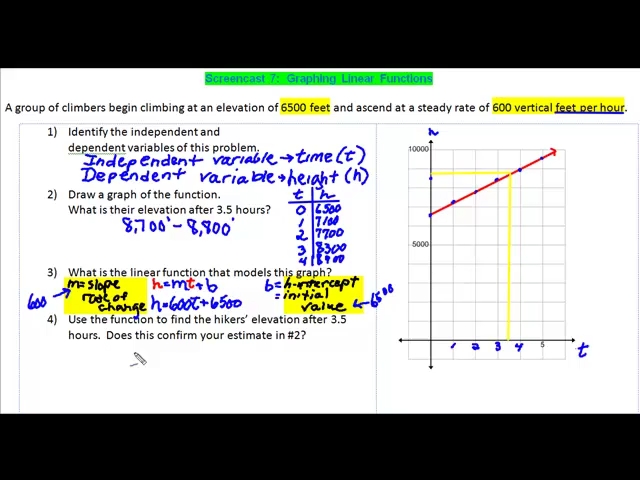 Screencast 7: Graphing Linear Functions
A group of climbers begin climbing at an elevation of 6500 feet and ascend at a steady rate of 600 vertical feet per hour.
1) Identify the independent and
dependent variables of this problem.
Independent variable → time (t)
Dependent variable → height (h)
2) Draw a graph of the function.
What is their elevation after 3.5 hours?
8,700' - 8,800'
t h
0 6500
1 7100
2 7700
3 8300
4 8900
3) What is the linear function that models this graph?
m = slope
rate of
change
600
h = mt + b
h = 600t + 6500
b = h-intercept
= initial
value
6500
4) Use the function to find the hikers' elevation after 3.5
hours. Does this confirm your estimate in #2?
h
10000
5000
1 2 3 4 5
t